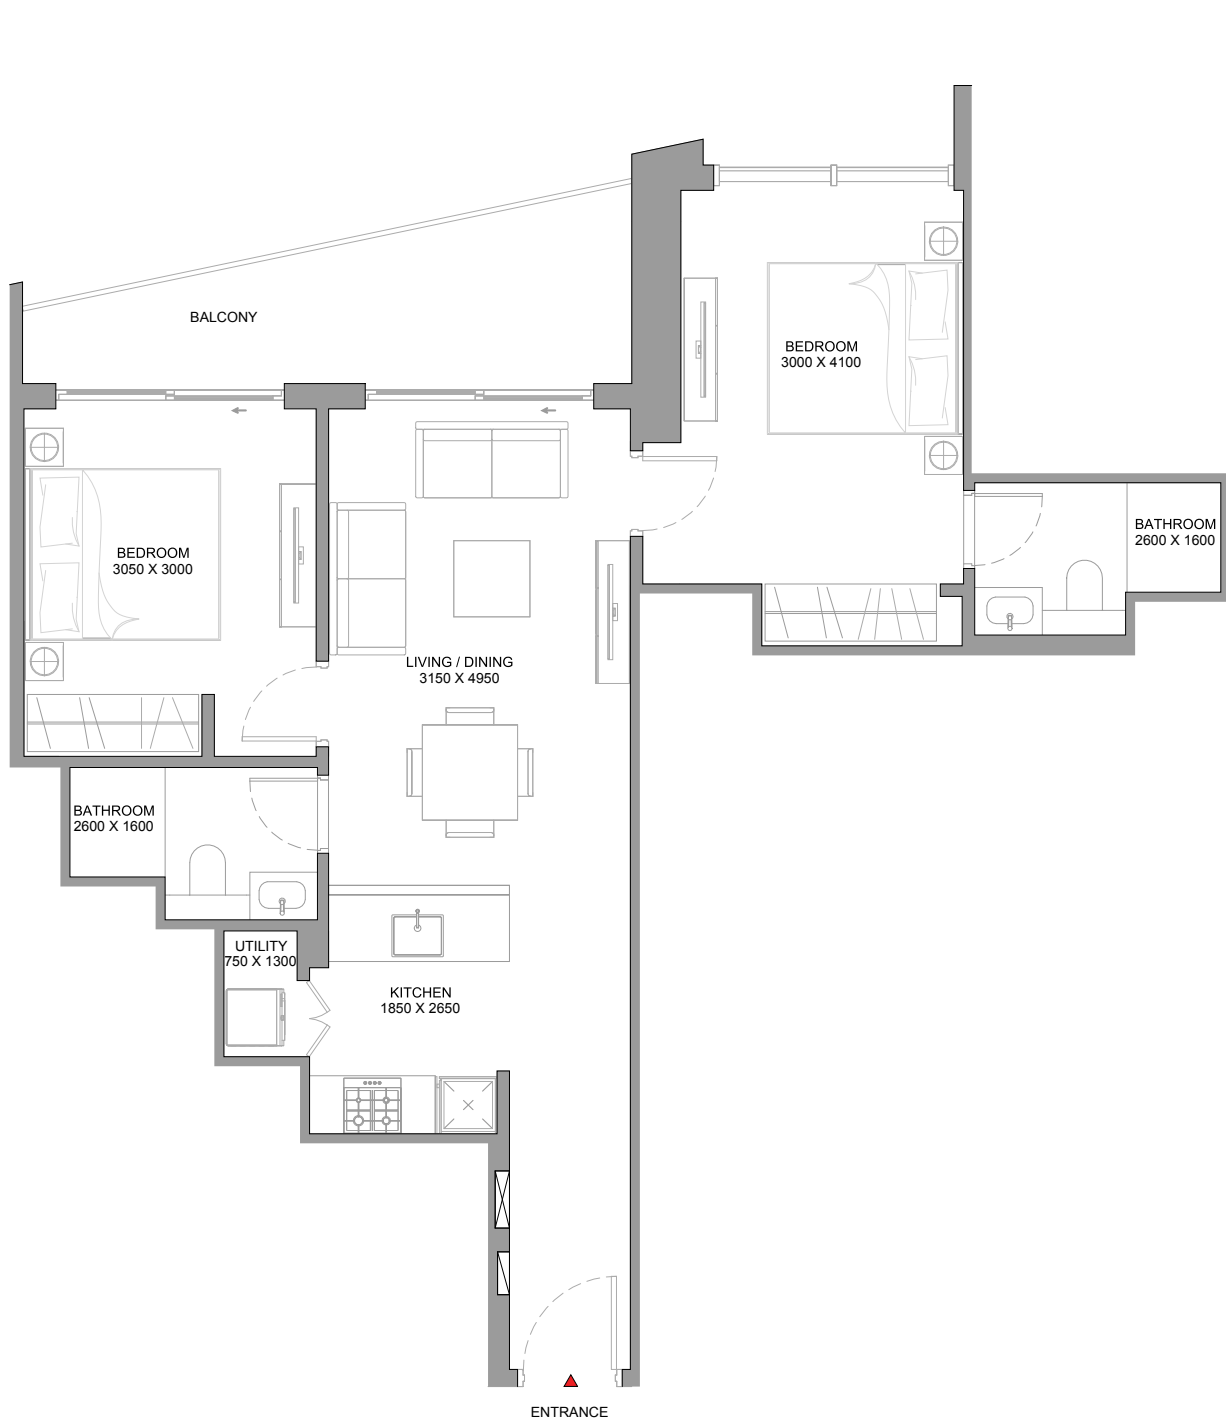 BALCONY
BEDROOM
3000 X 4100
BATHROOM
2600 X 1600
BEDROOM
3050 X 3000
LIVING / DINING
3150 X 4950
BATHROOM
2600 X 1600
UTILITY
750 X 1300
KITCHEN
1850 X 2650
ENTRANCE